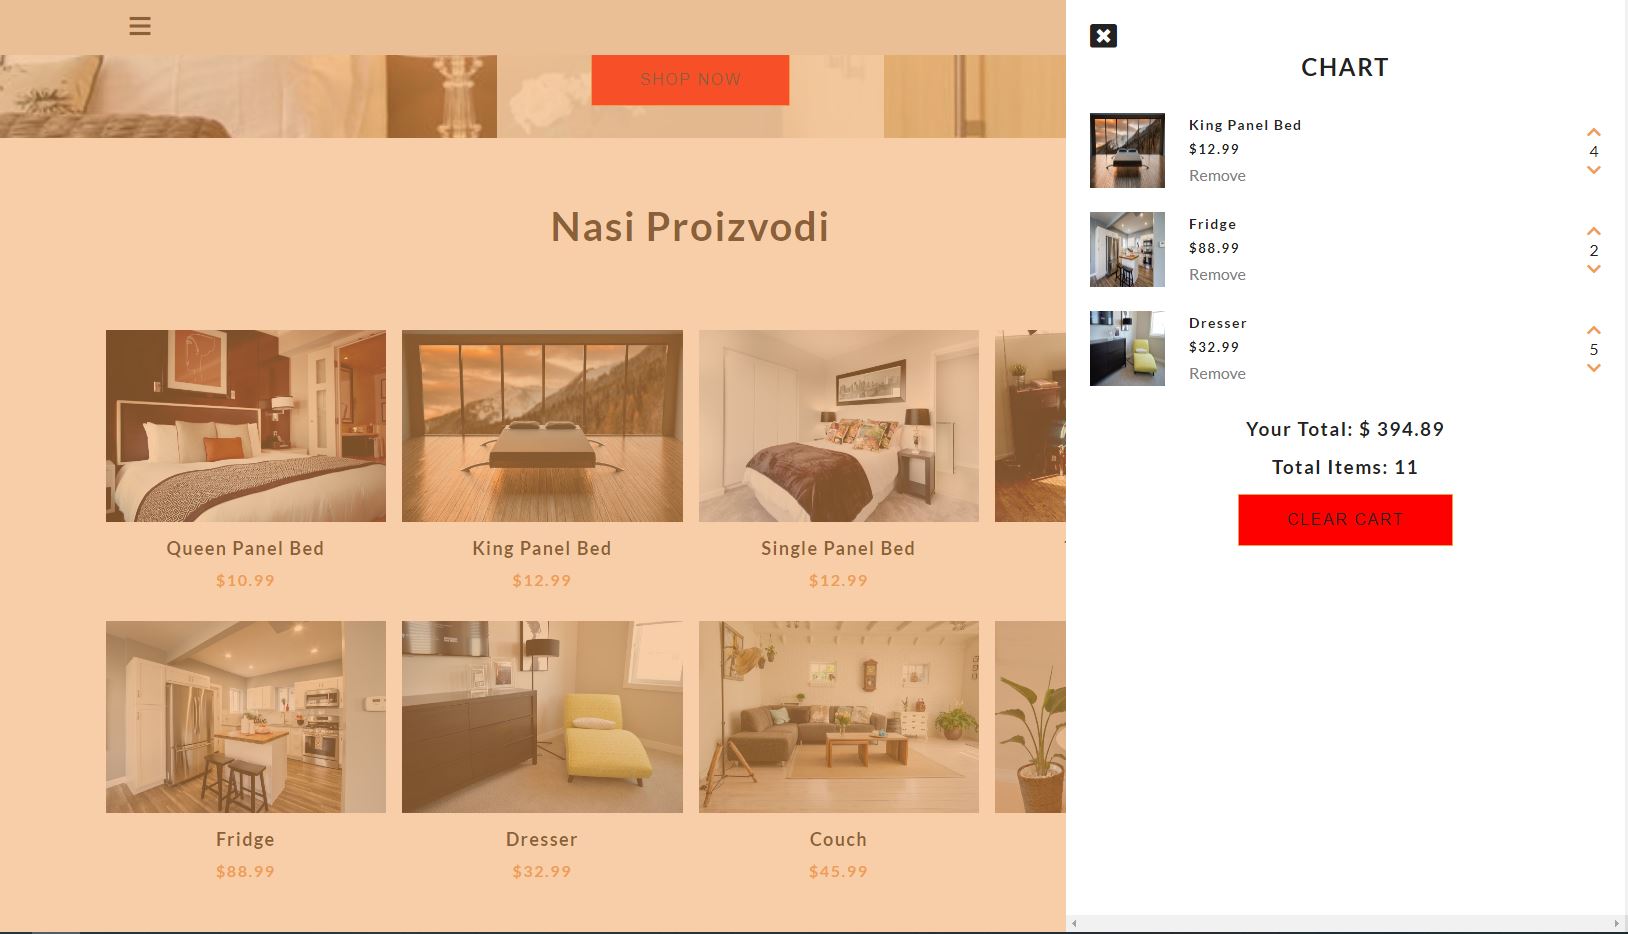 SHOP NOW
Nasi Proizvodi
Queen Panel Bed
$10.99
King Panel Bed
$12.99
Single Panel Bed
$12.99
Fridge
$88.99
Dresser
$32.99
Couch
$45.99
CHART
King Panel Bed
$12.99
Remove
4
Fridge
$88.99
Remove
2
Dresser
$32.99
Remove
5
Your Total: $ 394.89
Total Items: 11
CLEAR CART